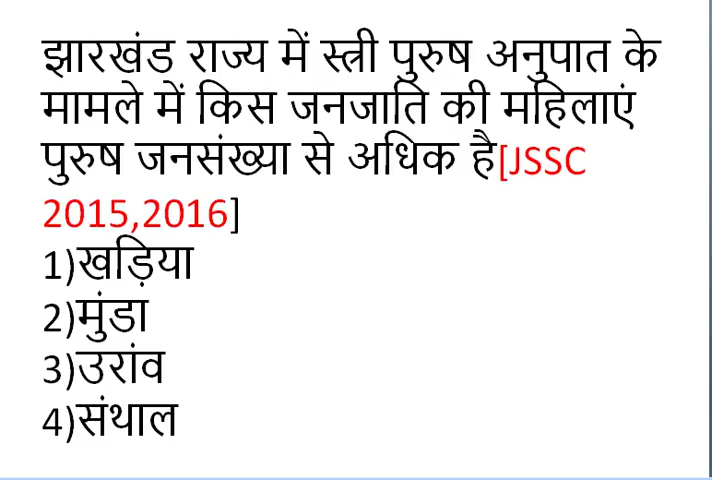 झारखंड राज्य में स्त्री पुरुष अनुपात के
मामले में किस जनजाति की महिलाएं
पुरुष जनसंख्या से अधिक है[JSSC
2015,2016]
1)खड़िया
2)मुंडा
3)उरांव
4)संथाल